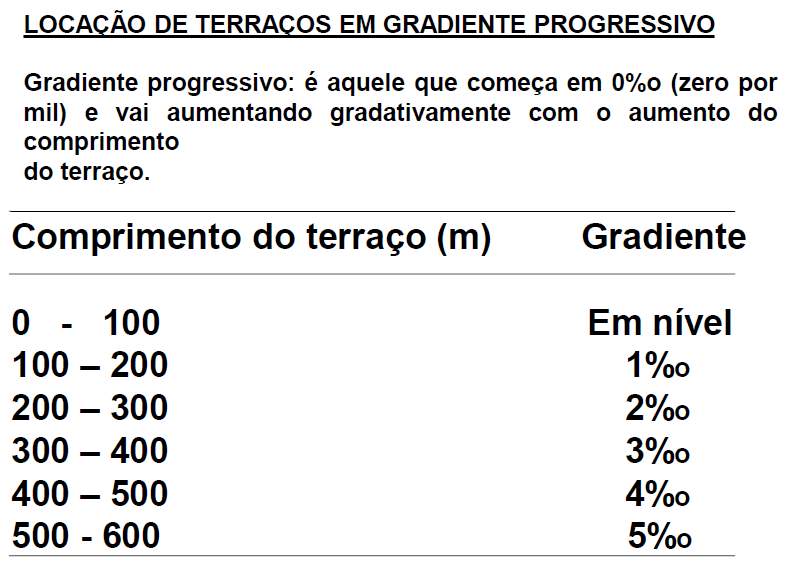 LOCAÇÃO DE TERRAÇOS EM GRADIENTE PROGRESSIVO
Gradiente progressivo: é aquele que começa em 0%o (zero por
mil) e vai aumentando gradativamente com o aumento do
comprimento
do terraço.
Comprimento do terraço (m) Gradiente
0 - 100 Em nível
100 – 200 1%o
200 – 300 2%o
300 – 400 3%o
400 – 500 4%o
500 - 600 5%o